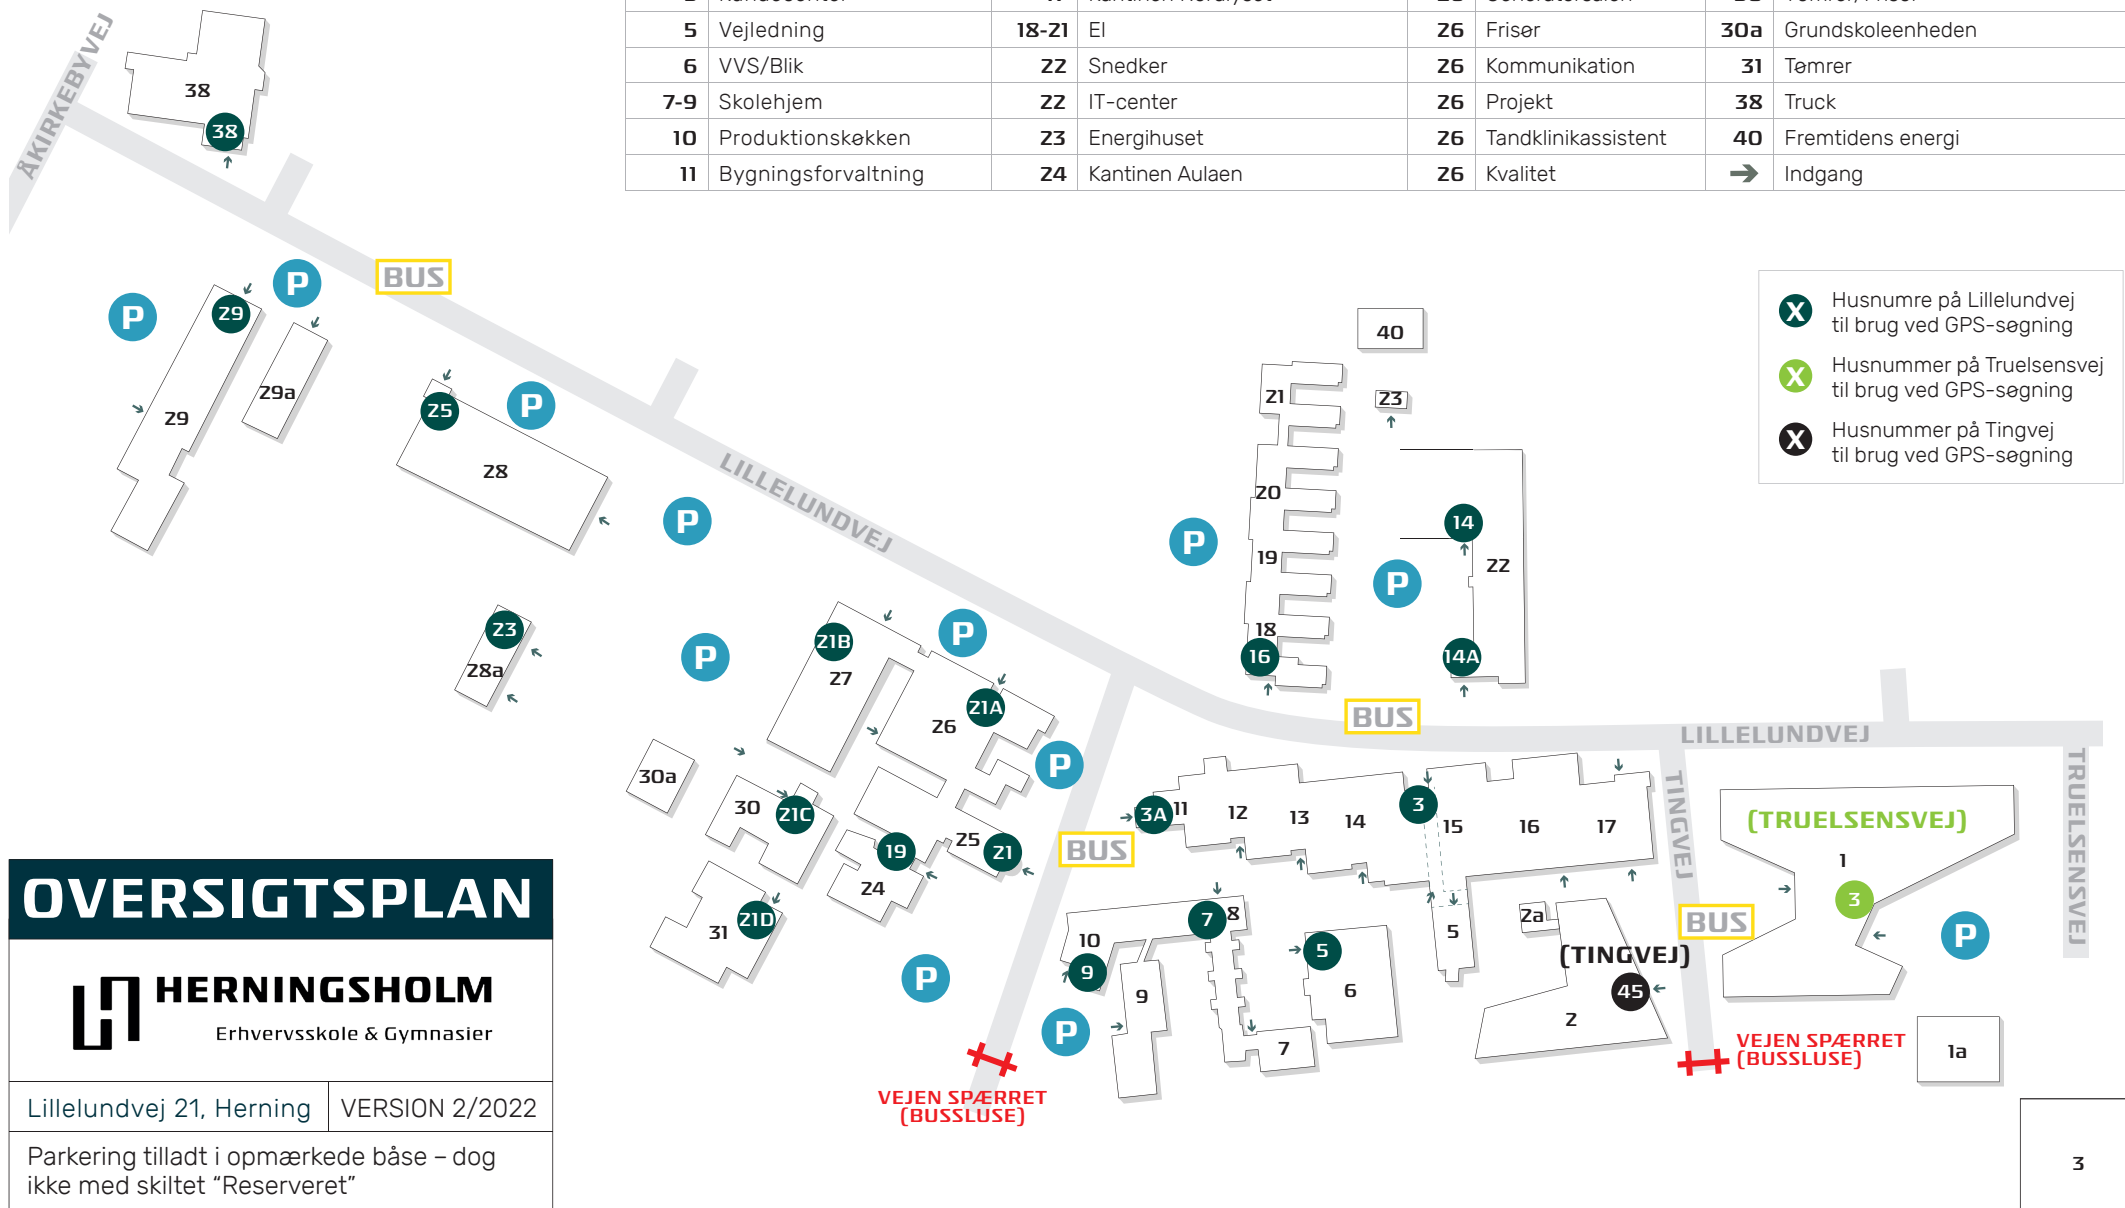 5 Vejledning 18-21 El 26 Frisør 30a Grundskoleenheden
6 VVS/Blik 22 Snedker 26 Kommunikation 31 Tømrer
7-9 Skolehjem 22 IT-center 26 Projekt 38 Truck
10 Produktionskøkken 23 Energihuset 26 Tandklinikassistent 40 Fremtidens energi
11 Bygningsforvaltning 24 Kantinen Aulaen 26 Kvalitet → Indgang
ÅKIRKEBYVEJ
38
38
BUS
P
P
29
29a
29
25
P
28
P
LILLELUNDVEJ
X Husnumre på Lillelundvej
til brug ved GPS-søgning
X Husnummer på Truelsensvej
til brug ved GPS-søgning
X Husnummer på Tingvej
til brug ved GPS-søgning
40
21
23
20
14
P
19
22
P
18
16
14A
23
28a
P
21B
27
P
21A
26
BUS
LILLELUNDVEJ
TINGVEJ
TRUELSENSVEJ
30a
30
21C
P
3A
11
12
13
14
3
15
16
17
(TRUELSENSVEJ)
1
3
P
19
25
21
BUS
24
31
21D
P
10
7
8
9
9
5
6
5
2a
(TINGVEJ)
45
2
BUS
P
7
VEJEN SPÆRRET
(BUSSLUSE)
VEJEN SPÆRRET
(BUSSLUSE)
1a
3
OVERSIGTSPLAN
HERNINGSHOLM
Erhvervsskole & Gymnasier
Lillelundvej 21, Herning VERSION 2/2022
Parkering tilladt i opmærkede båse – dog
ikke med skiltet “Reserveret”